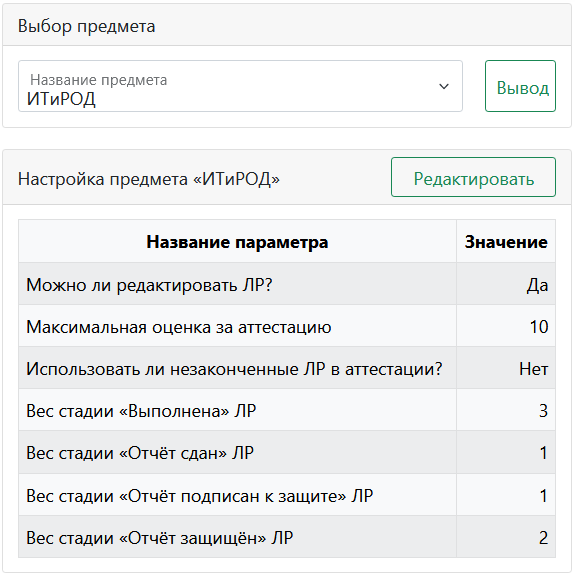 Выбор предмета
Название предмета
ИТиРОД
Вывод
Настройка предмета «ИТиРОД»
Редактировать
Название параметра Значение
Можно ли редактировать ЛР? Да
Максимальная оценка за аттестацию 10
Использовать ли незаконченные ЛР в аттестации? Нет
Вес стадии «Выполнена» ЛР 3
Вес стадии «Отчёт сдан» ЛР 1
Вес стадии «Отчёт подписан к защите» ЛР 1
Вес стадии «Отчёт защищён» ЛР 2